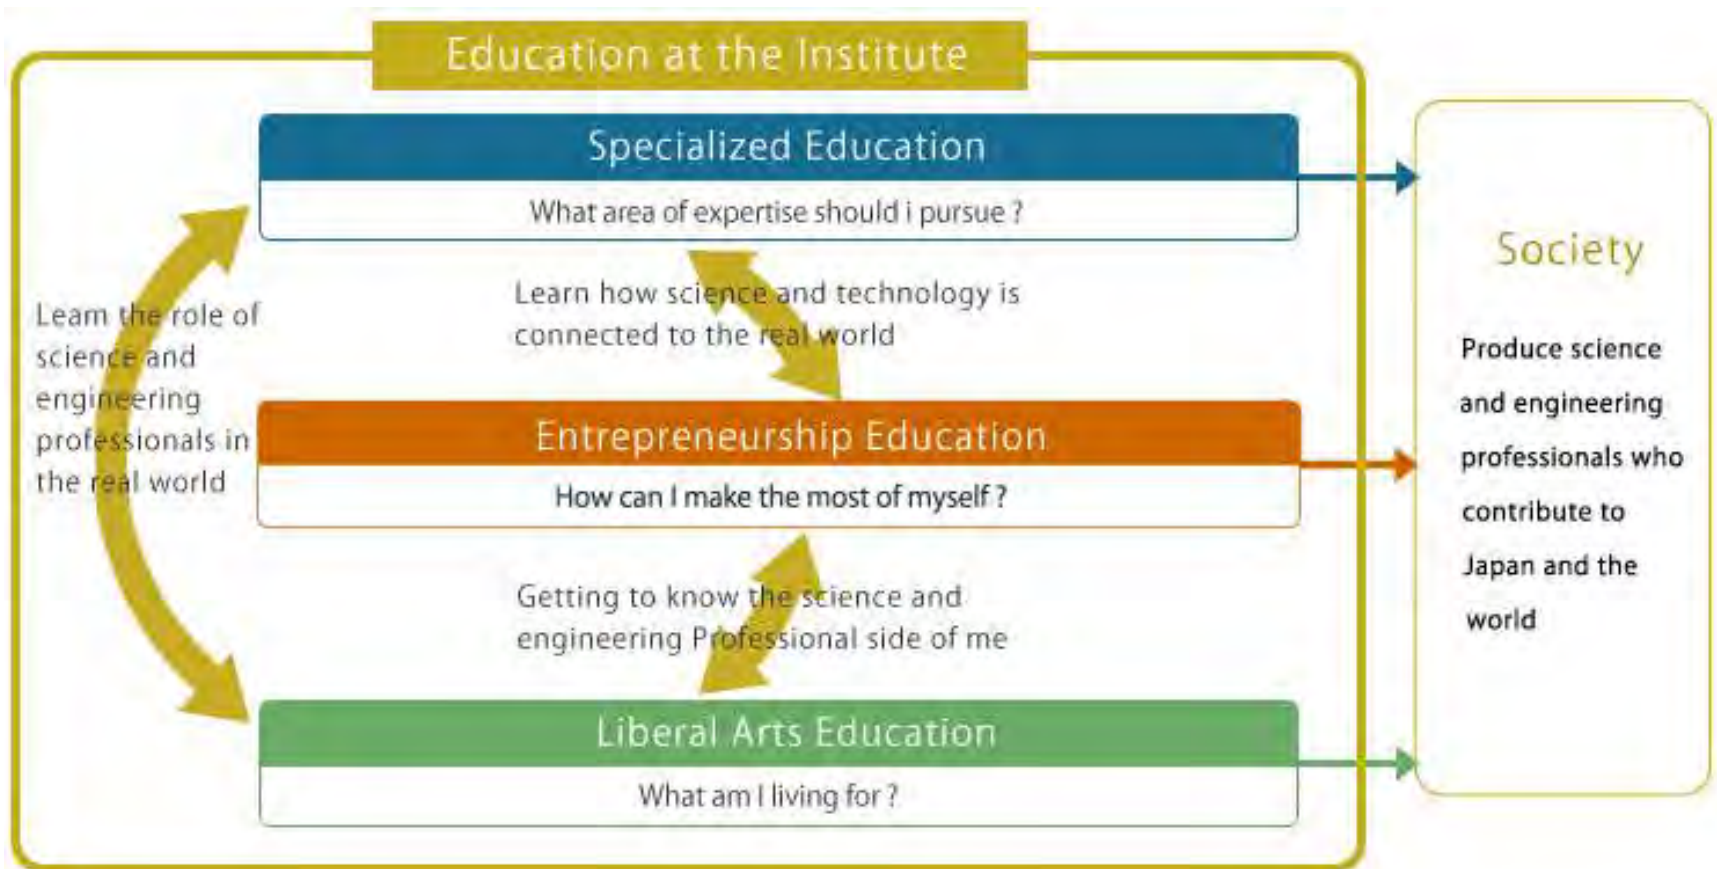 Education at the Institute
Specialized Education
What area of expertise should i pursue ?
Learn the role of
science and
engineering
professionals in
the real world
Learn how science and technology is
connected to the real world
Entrepreneurship Education
How can I make the most of myself ?
Getting to know the science and
engineering Professional side of me
Liberal Arts Education
What am I living for ?
Society
Produce science
and engineering
professionals who
contribute to
Japan and the
world